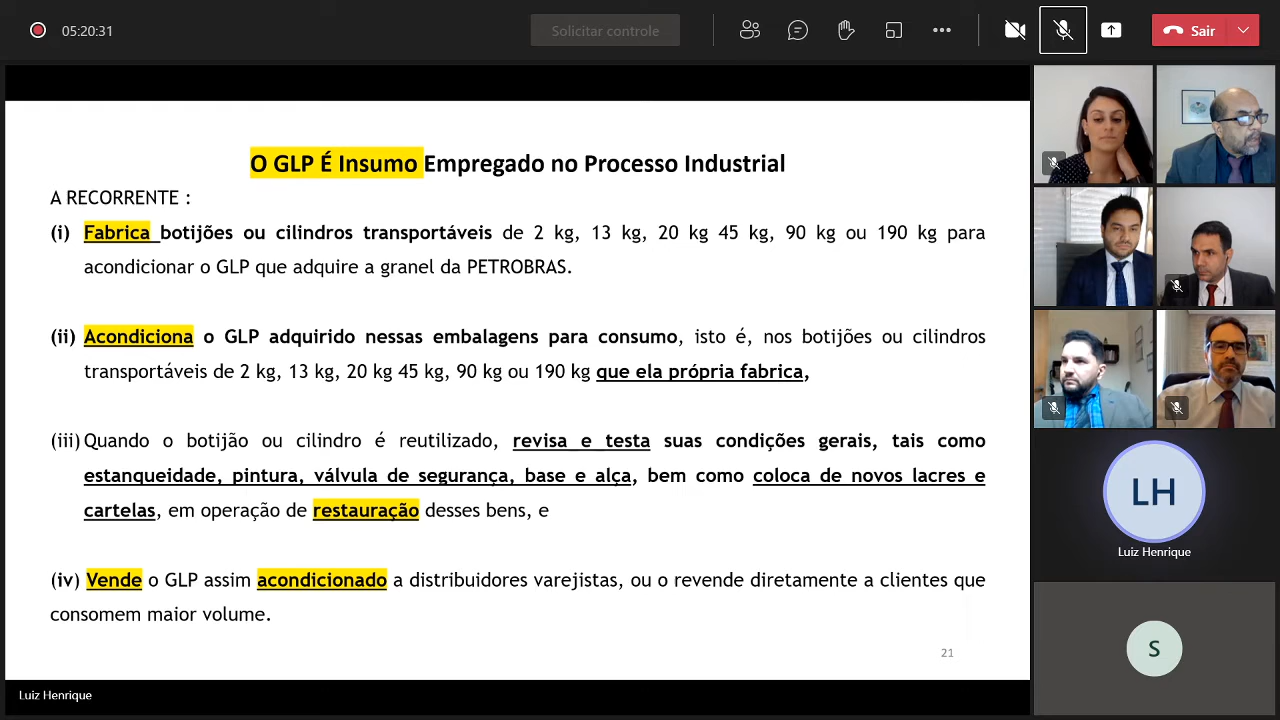 05:20:31
Solicitar controle
Sair
O GLP É Insumo Empregado no Processo Industrial
A RECORRENTE :
(i) Fabrica botijões ou cilindros transportáveis de 2 kg, 13 kg, 20 kg 45 kg, 90 kg ou 190 kg para
acondicionar o GLP que adquire a granel da PETROBRAS.
(ii) Acondiciona o GLP adquirido nessas embalagens para consumo, isto é, nos botijões ou cilindros
transportáveis de 2 kg, 13 kg, 20 kg 45 kg, 90 kg ou 190 kg que ela própria fabrica,
(iii) Quando o botijão ou cilindro é reutilizado, revisa e testa suas condições gerais, tais como
estanqueidade, pintura, válvula de segurança, base e alça, bem como coloca de novos lacres e
cartelas, em operação de restauração desses bens, e
(iv) Vende o GLP assim acondicionado a distribuidores varejistas, ou o revende diretamente a clientes que
consomem maior volume.
21
Luiz Henrique
LH
Luiz Henrique
S